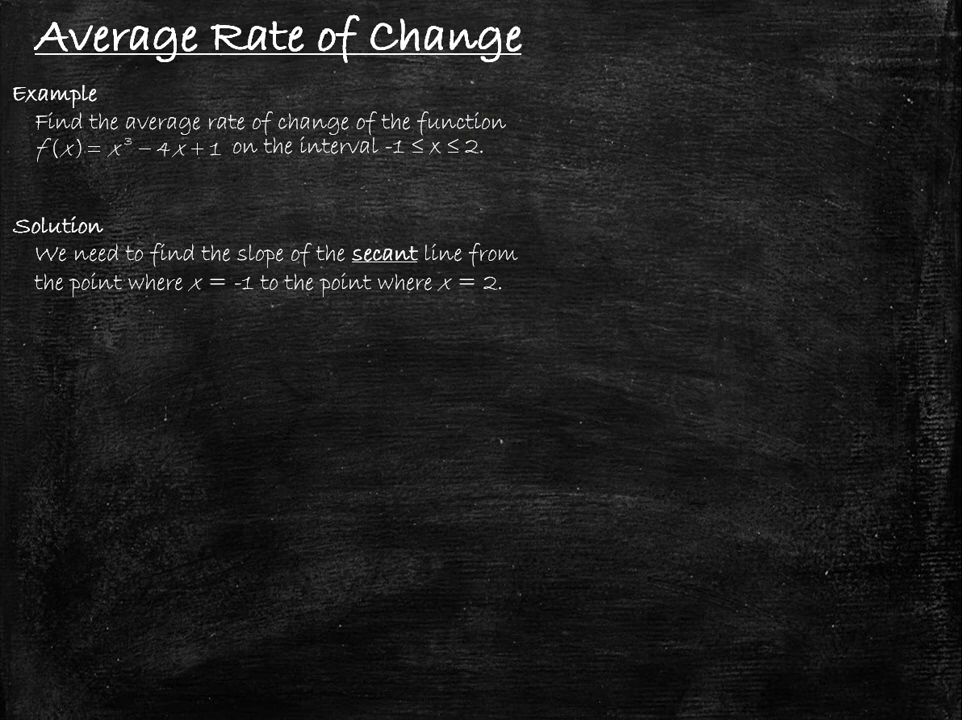 Average Rate of Change
Example
Find the average rate of change of the function
f(x) = x³ − 4x + 1 on the interval -1 ≤ x ≤ 2.
Solution
We need to find the slope of the secant line from
the point where x = -1 to the point where x = 2.